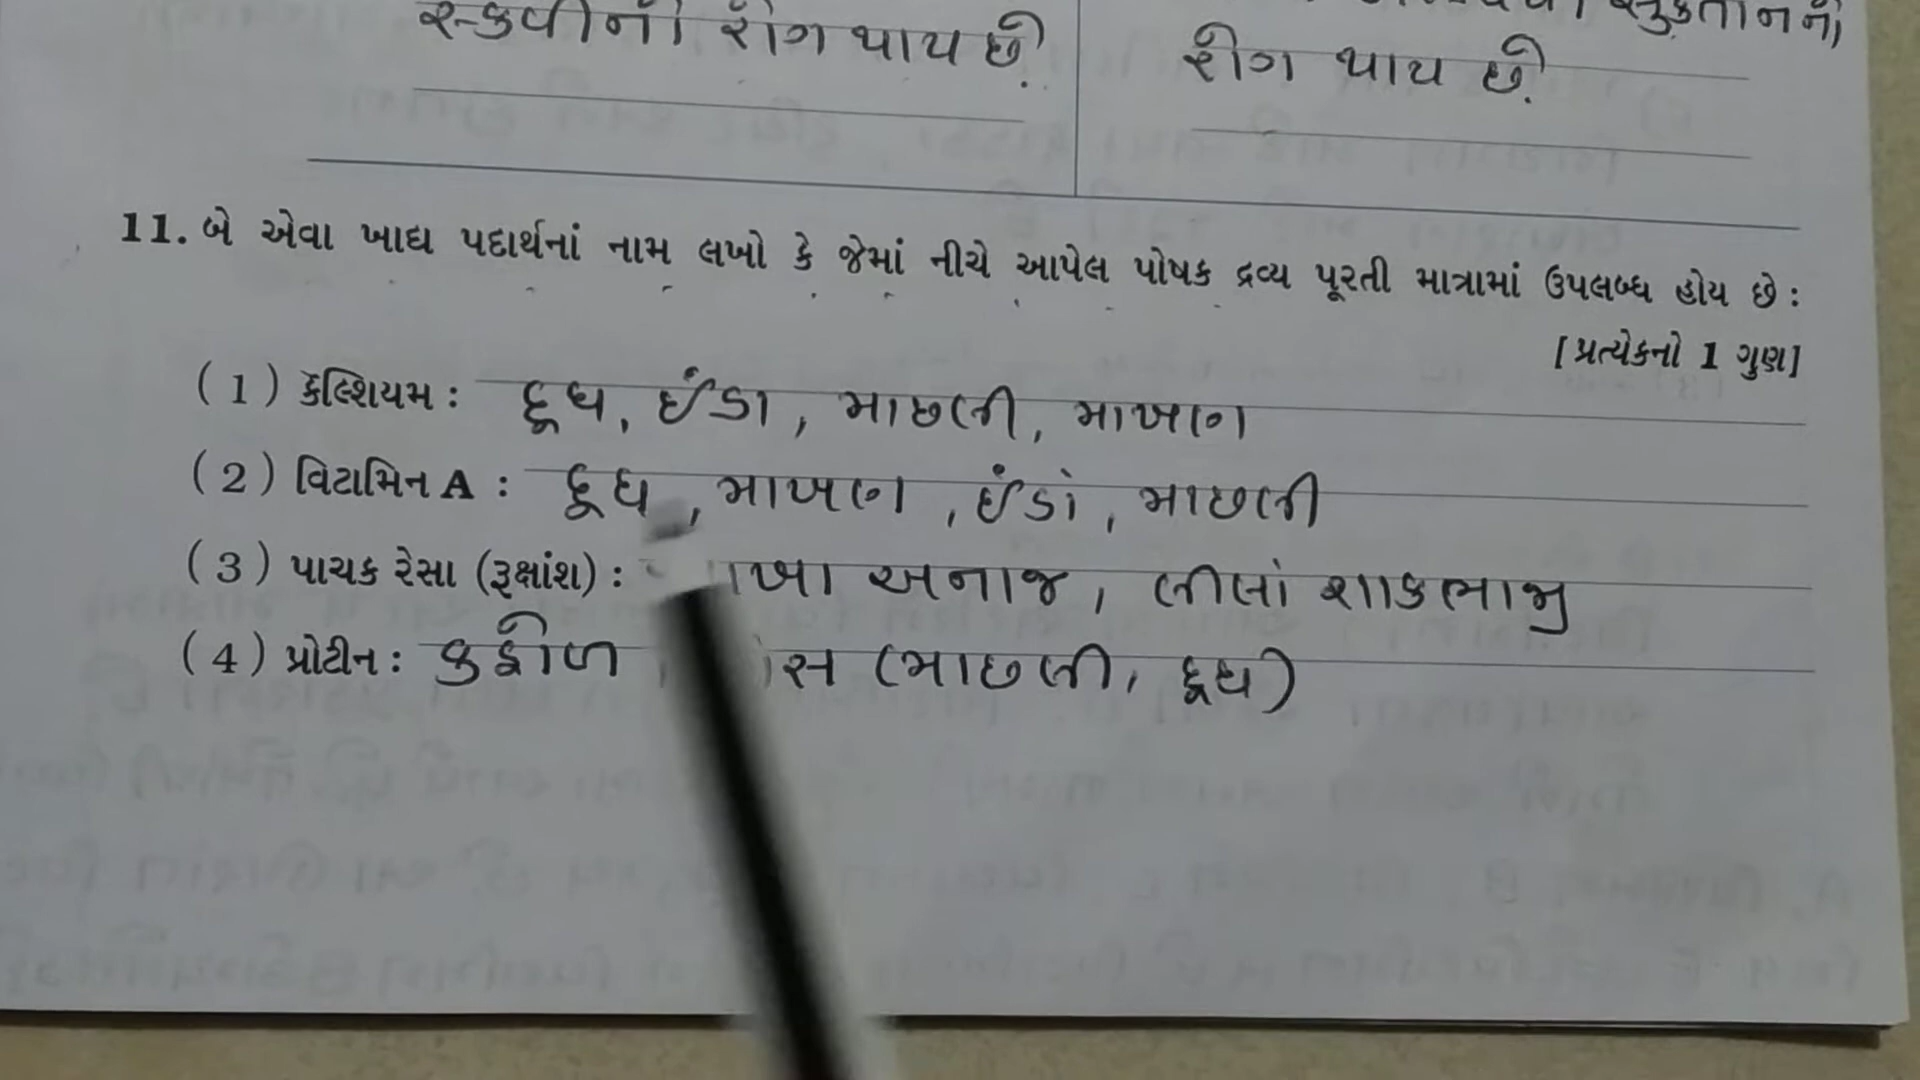 સ્કર્વીનો રોગ થાય છે.
રોગ થાય છે.
11. બે એવા ખાદ્ય પદાર્થનાં નામ લખો કે જેમાં નીચે આપેલ પોષક દ્રવ્ય પૂરતી માત્રામાં ઉપલબ્ધ હોય છે :
[પ્રત્યેકનો 1 ગુણ]
(1) કૅલ્શિયમ : દૂધ, ઈંડા, માછલી, માખણ
(2) વિટામિન A : દૂધ, માખણ, ઈંડાં, માછલી
(3) પાચક રેસા (રૂક્ષાંશ) : અનાજ, લીલાં શાકભાજી
(4) પ્રોટીન : કઠોળ (માછલી, દૂધ)